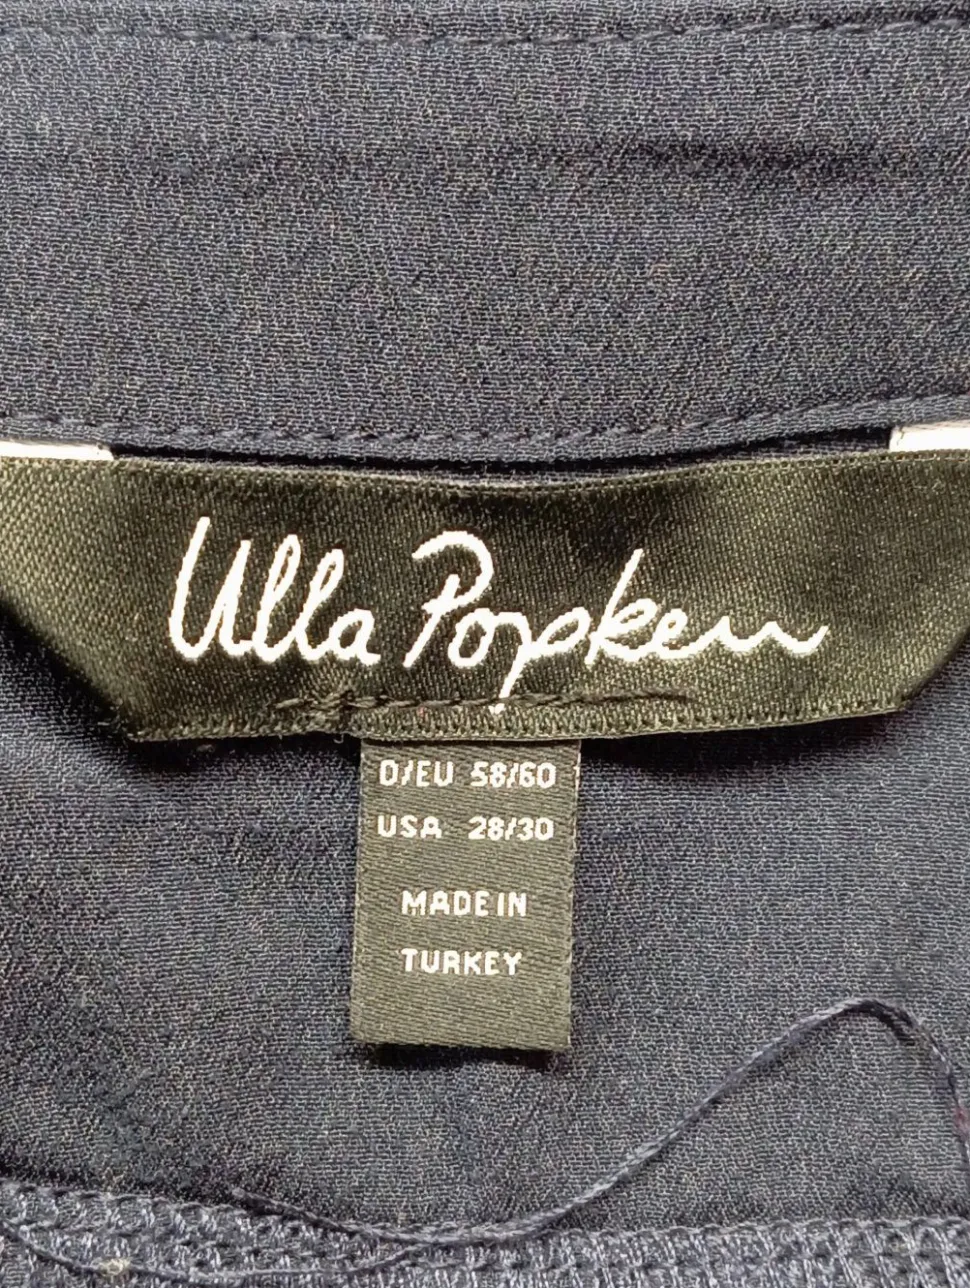 Ulla Popken
D/EU 58/60
USA 28/30
MADE IN
TURKEY